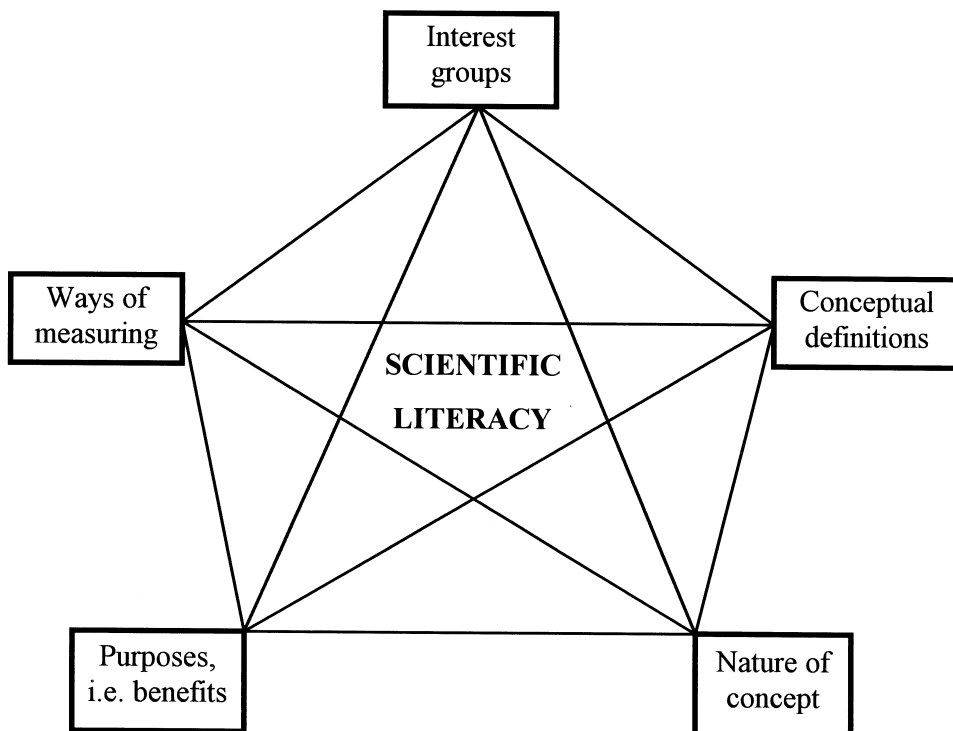 Interest
groups
Ways of
measuring
Conceptual
definitions
SCIENTIFIC
LITERACY
Purposes,
i.e. benefits
Nature of
concept